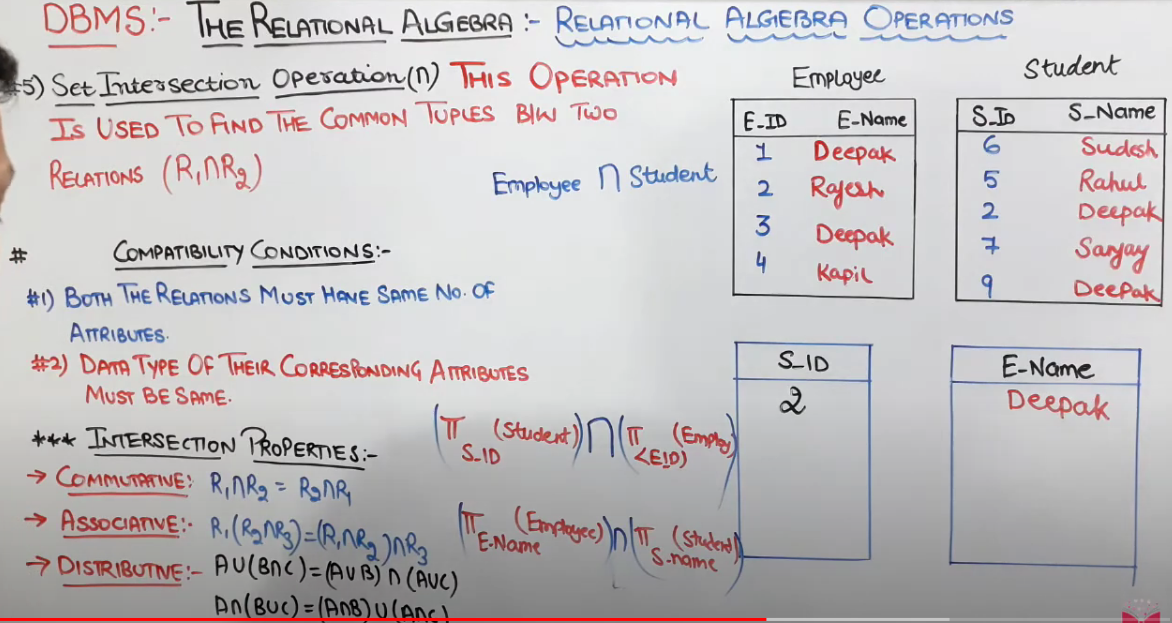 DBMS:- THE RELATIONAL ALGEBRA :- RELATIONAL ALGEBRA OPERATIONS
#5) Set Intersection Operation(∩) THIS OPERATION
IS USED TO FIND THE COMMON TUPLES B/W TWO
RELATIONS (R₁∩R₂)
Employee ∩ Student
Employee
E-ID E-Name
1 Deepak
2 Rajesh
3 Deepak
4 Kapil
Student
S-ID S-Name
6 Sudesh
5 Rahul
2 Deepak
7 Sanjay
9 Deepak
# COMPATIBILITY CONDITIONS:-
#1) BOTH THE RELATIONS MUST HAVE SAME NO. OF
ATTRIBUTES.
#2) DATA TYPE OF THEIR CORRESPONDING ATTRIBUTES
MUST BE SAME.
*** INTERSECTION PROPERTIES:-
→ COMMUTATIVE: R₁∩R₂ = R₂∩R₁
→ ASSOCIATIVE:- R₁(R₂∩R₃)=(R₁∩R₂)∩R₃
→ DISTRIBUTIVE:- A∪(B∩C)=(A∪B)∩(A∪C)
A∩(B∪C)=(A∩B)∪(A∩C)
(π S-ID (Student))∩(π <EID) (Employ)
S-ID
2
(π E-Name (Employee))∩(π S-name (Student))
E-Name
Deepak